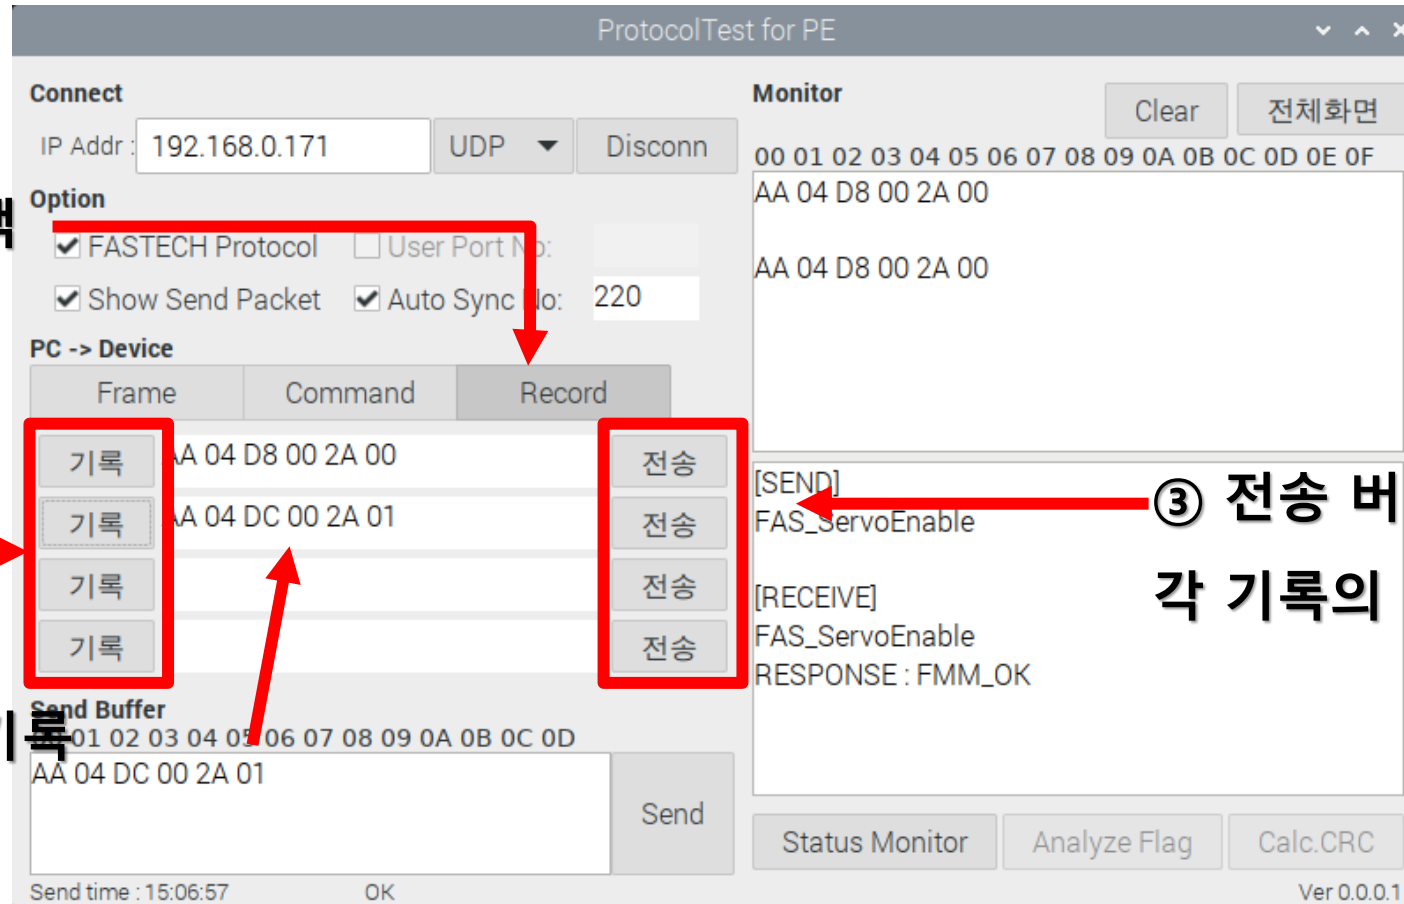 ProtocolTest for PE
Connect
IP Addr : 192.168.0.171 UDP Disconn
Option
FASTECH Protocol User Port No:
Show Send Packet Auto Sync No: 220
PC -> Device
Frame Command Record
기록 AA 04 D8 00 2A 00 전송
기록 AA 04 DC 00 2A 01 전송
기록 전송
기록 전송
Send Buffer
01 02 03 04 05 06 07 08 09 0A 0B 0C 0D
AA 04 DC 00 2A 01
Send
Send time : 15:06:57 OK
Monitor
Clear 전체화면
00 01 02 03 04 05 06 07 08 09 0A 0B 0C 0D 0E 0F
AA 04 D8 00 2A 00
AA 04 D8 00 2A 00
[SEND]
FAS_ServoEnable
[RECEIVE]
FAS_ServoEnable
RESPONSE : FMM_OK
Status Monitor Analyze Flag Calc.CRC
Ver 0.0.0.1
③ 전송 버
각 기록의
기록